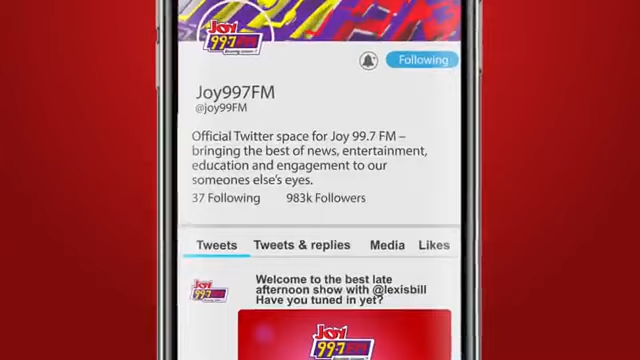 Joy
99.7 FM
Following
Joy997FM
@joy99FM
Official Twitter space for Joy 99.7 FM –
bringing the best of news, entertainment,
education and engagement to our
someones else's eyes.
37 Following 983k Followers
Tweets Tweets & replies Media Likes
Joy
99.7
Welcome to the best late
afternoon show with @lexisbill
Have you tuned in yet?
Joy
99.7